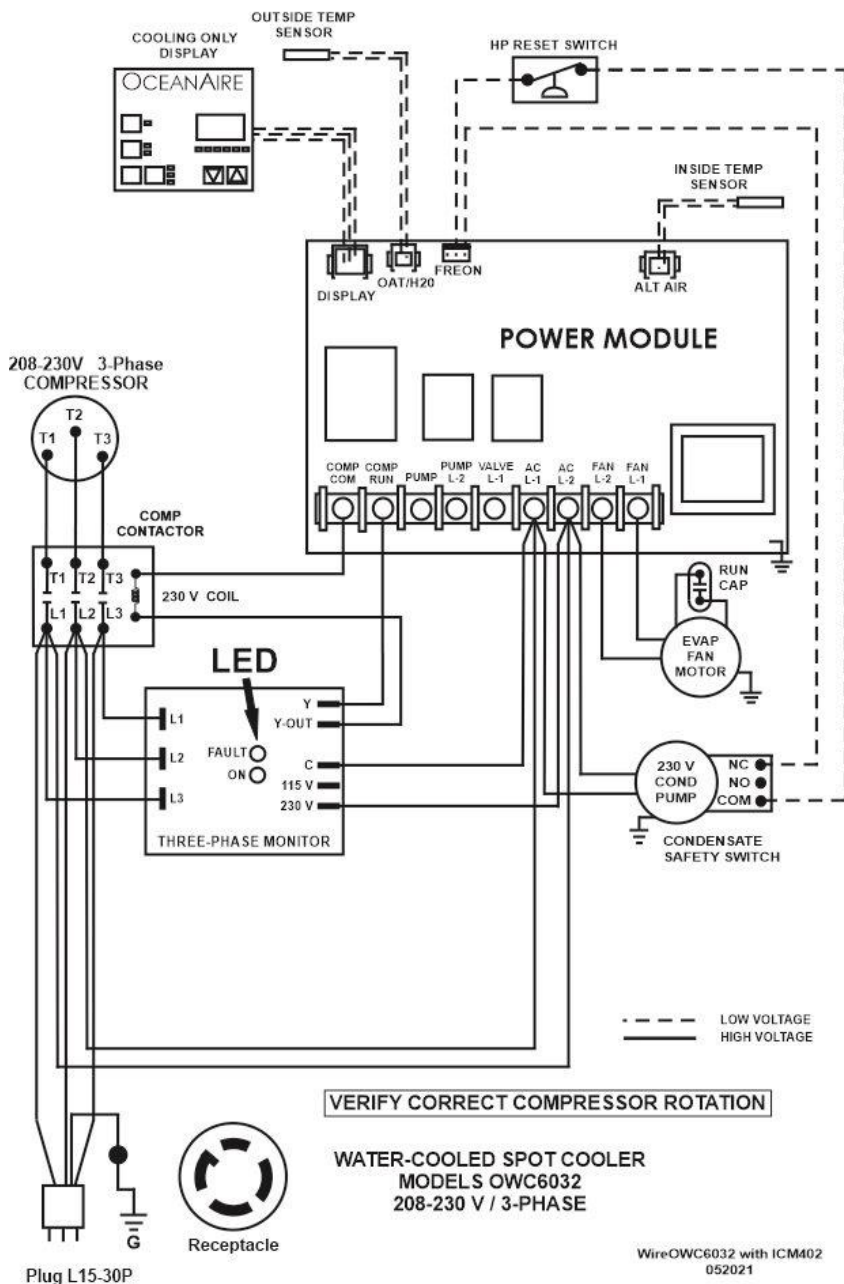 OUTSIDE TEMP
SENSOR
COOLING ONLY
DISPLAY
OCEANAIRE
HP RESET SWITCH
INSIDE TEMP
SENSOR
DISPLAY
OAT/H20
FREON
ALT AIR
POWER MODULE
208-230V 3-Phase
COMPRESSOR
T1
T2
T3
COMP
COM
COMP
RUN
PUMP
PUMP
L-2
VALVE
L-1
AC
L-1
AC
L-2
FAN
L-2
FAN
L-1
COMP
CONTACTOR
T1
T2
T3
L1
L2
L3
230 V COIL
RUN
CAP
EVAP
FAN
MOTOR
LED
L1
L2
L3
FAULT
ON
Y
Y-OUT
C
115 V
230 V
THREE-PHASE MONITOR
230 V
COND
PUMP
NC
NO
COM
CONDENSATE
SAFETY SWITCH
LOW VOLTAGE
HIGH VOLTAGE
VERIFY CORRECT COMPRESSOR ROTATION
WATER-COOLED SPOT COOLER
MODELS OWC6032
208-230 V / 3-PHASE
G
Receptacle
Plug L15-30P
WireOWC6032 with ICM402
052021